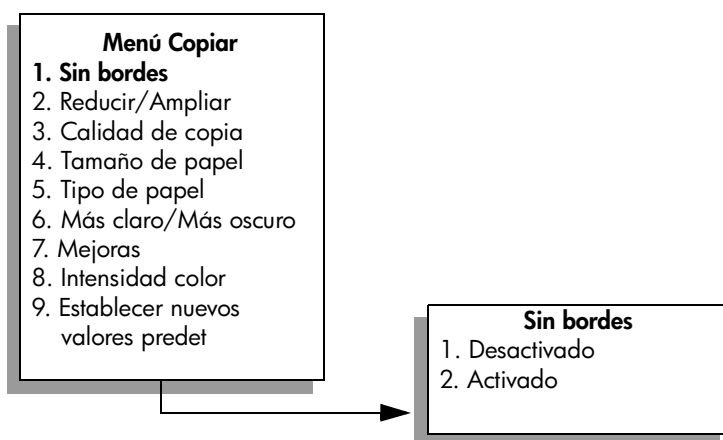 Menú Copiar
1. Sin bordes
2. Reducir/Ampliar
3. Calidad de copia
4. Tamaño de papel
5. Tipo de papel
6. Más claro/Más oscuro
7. Mejoras
8. Intensidad color
9. Establecer nuevos
valores predet
Sin bordes
1. Desactivado
2. Activado